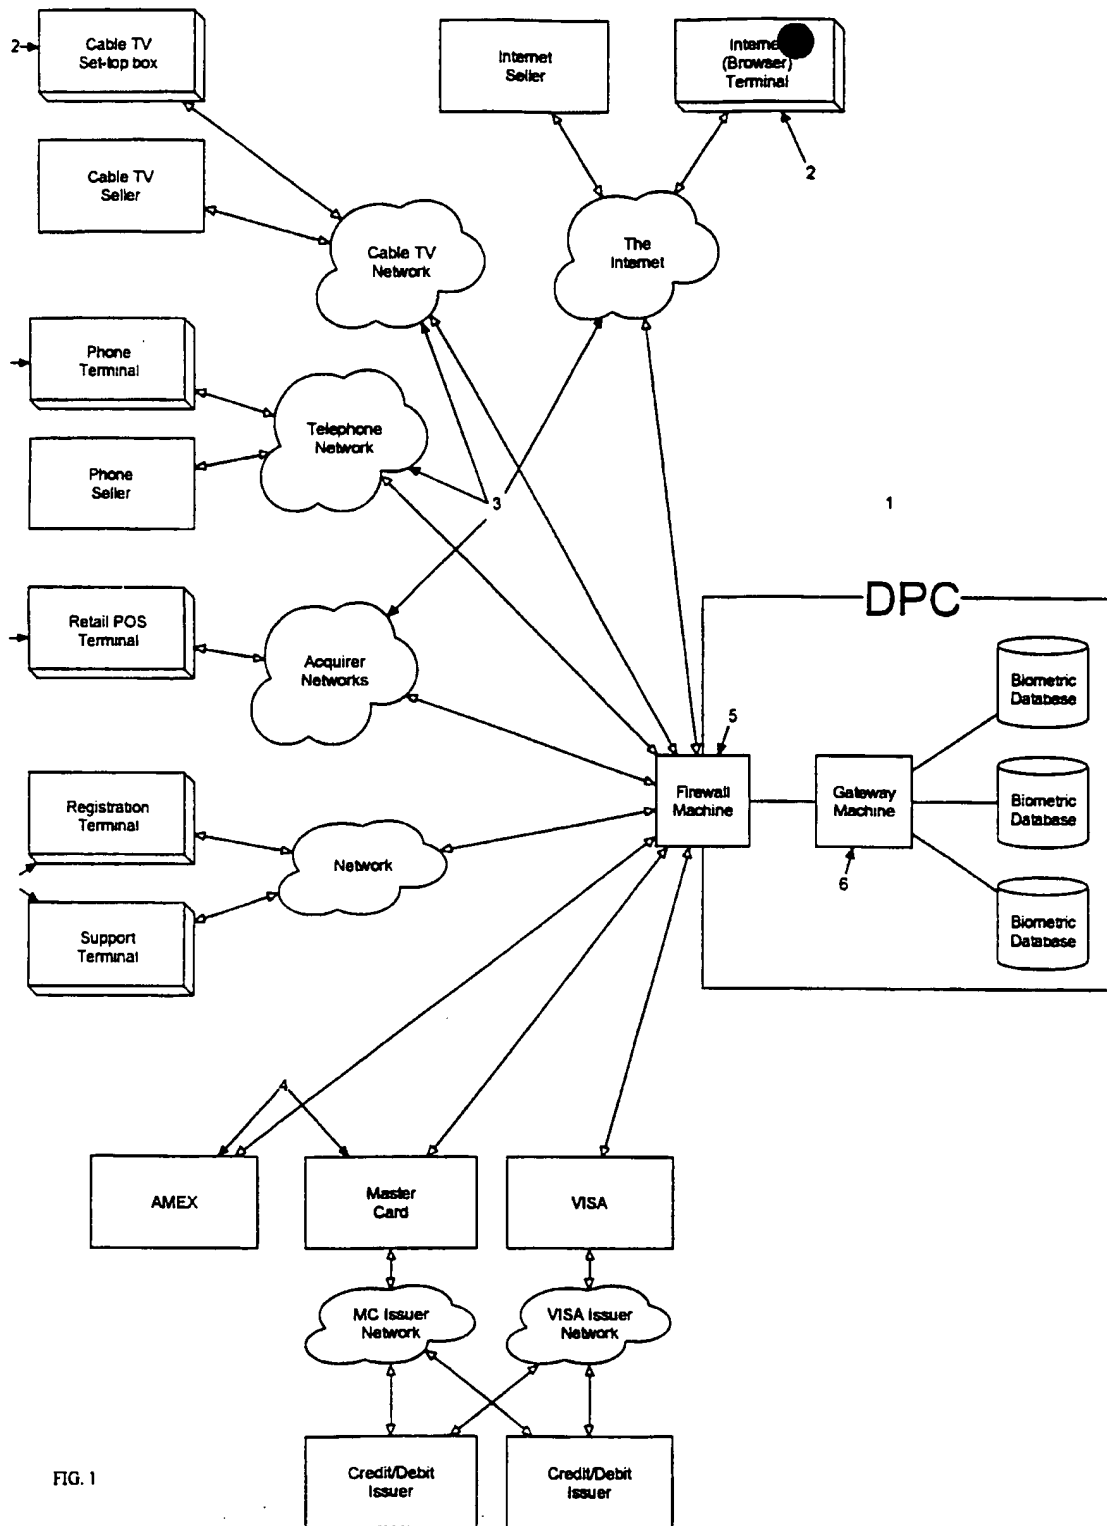 2
Cable TV
Set-top box
Internet
Seller
(Browser)
Terminal
2
Cable TV
Seller
Cable TV
Network
The
Internet
Phone
Terminal
Telephone
Network
Phone
Seller
3
1
DPC
Retail POS
Terminal
Acquirer
Networks
Biometric
Database
5
Firewall
Machine
Gateway
Machine
Biometric
Database
6
Registration
Terminal
Network
Support
Terminal
Biometric
Database
4
AMEX
Master
Card
VISA
MC Issuer
Network
VISA Issuer
Network
Credit/Debit
Issuer
Credit/Debit
Issuer
FIG. 1